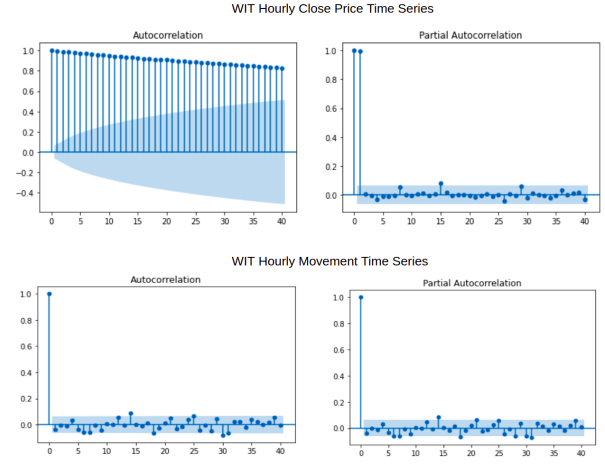 WIT Hourly Close Price Time Series
Autocorrelation
Partial Autocorrelation
1.0
0.8
0.6
0.4
0.2
0.0
−0.2
−0.4
0 5 10 15 20 25 30 35 40
1.0
0.8
0.6
0.4
0.2
0.0
0 5 10 15 20 25 30 35 40
WIT Hourly Movement Time Series
Autocorrelation
Partial Autocorrelation
1.0
0.8
0.6
0.4
0.2
0.0
0 5 10 15 20 25 30 35 40
1.0
0.8
0.6
0.4
0.2
0.0
0 5 10 15 20 25 30 35 40